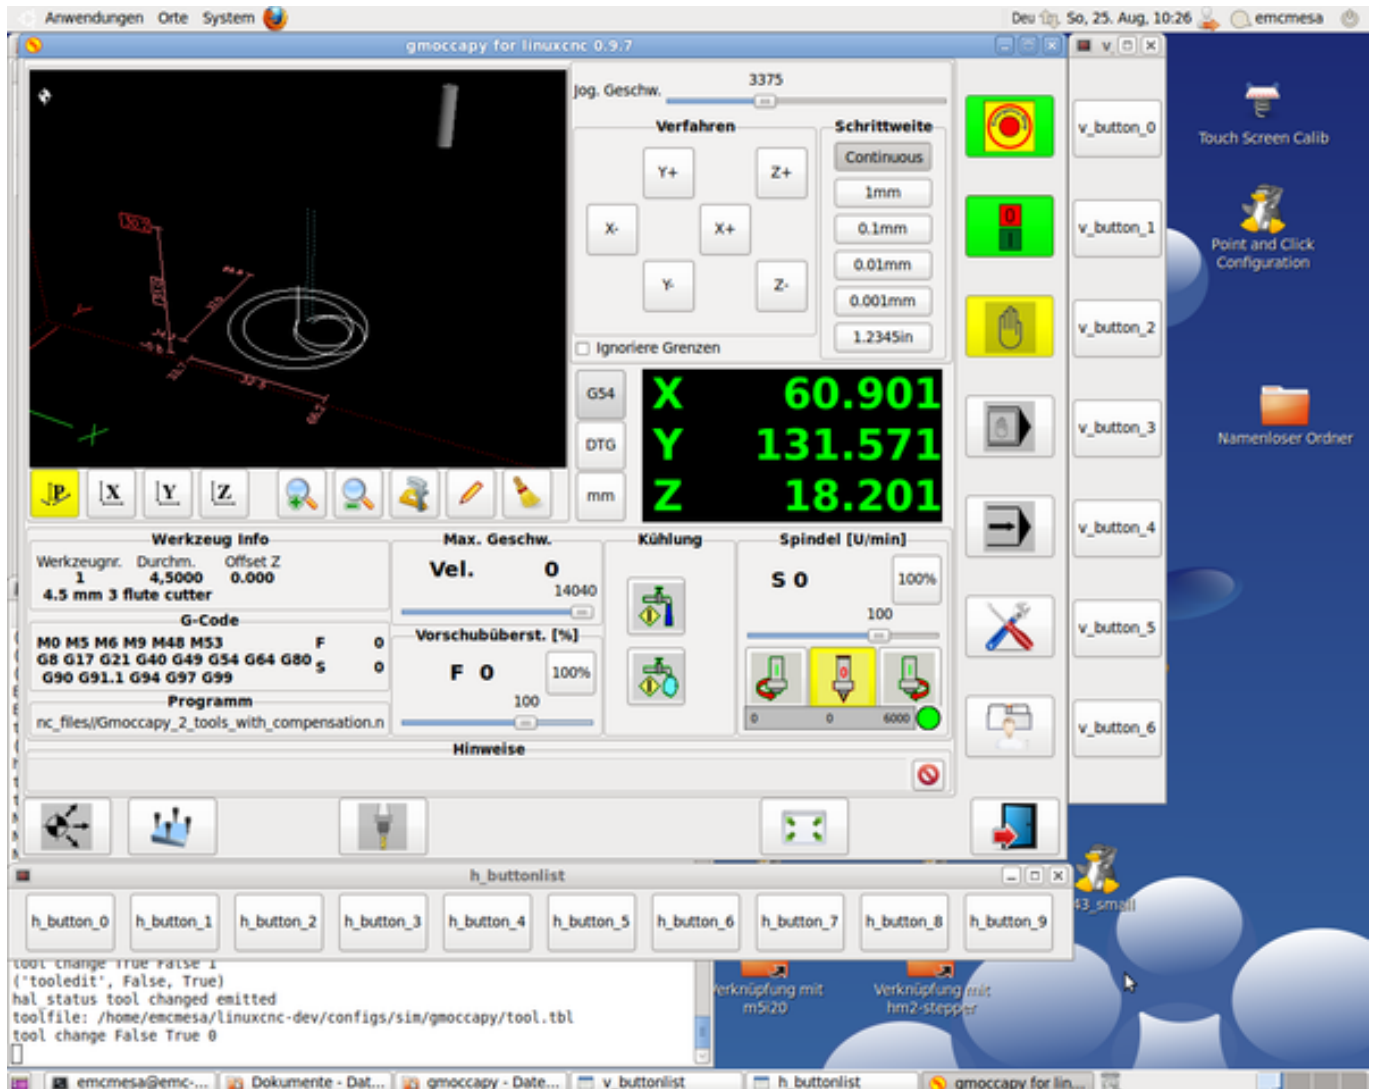 Anwendungen Orte System
Deu So, 25. Aug, 10:26 emcmesa
gmoccapy for linuxcnc 0.9.7
Jog. Geschw. 3375
Verfahren
Y+ Z+
X- X+
Y- Z-
Schrittweite
Continuous
1mm
0.1mm
0.01mm
0.001mm
1.2345in
Ignoriere Grenzen
G54
DTG
mm
X 60.901
Y 131.571
Z 18.201
P X Y Z
Werkzeug Info
Werkzeugnr. Durchm. Offset Z
1 4,5000 0.000
4.5 mm 3 flute cutter
G-Code
M0 M5 M6 M9 M48 M53 F 0
G8 G17 G21 G40 G49 G54 G64 G80 S 0
G90 G91.1 G94 G97 G99
Programm
nc_files//Gmoccapy_2_tools_with_compensation.n
Max. Geschw.
Vel. 0
14040
Vorschubüberst. [%]
F 0 100%
100
Kühlung
Spindel [U/min]
S 0 100%
100
0 0 6000
Hinweise
v_button_0
v_button_1
v_button_2
v_button_3
v_button_4
v_button_5
v_button_6
Touch Screen Calib
Point and Click
Configuration
Namenloser Ordner
43_small
h_buttonlist
h_button_0 h_button_1 h_button_2 h_button_3 h_button_4 h_button_5 h_button_6 h_button_7 h_button_8 h_button_9
tool change True False 1
('tooledit', False, True)
hal status tool changed emitted
toolfile: /home/emcmesa/linuxcnc-dev/configs/sim/gmoccapy/tool.tbl
tool change False True 0
Verknüpfung mit
m5i20
Verknüpfung mit
hm2-stepper
emcmesa@emc-... Dokumente - Dat... gmoccapy - Date... v_buttonlist h_buttonlist gmoccapy for lin...